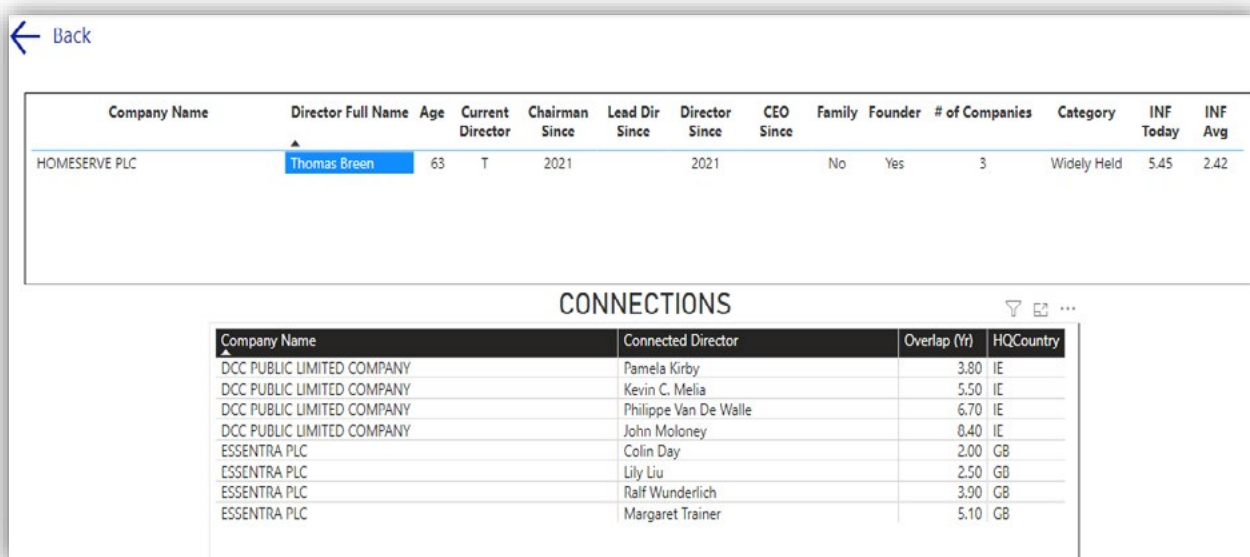 Back
Company Name Director Full Name Age Current Director Chairman Since Lead Dir Since Director Since CEO Since Family Founder # of Companies Category INF Today INF Avg
HOMESERVE PLC Thomas Breen 63 T 2021 2021 No Yes 3 Widely Held 5.45 2.42
CONNECTIONS
Company Name Connected Director Overlap (Yr) HQCountry
DCC PUBLIC LIMITED COMPANY Pamela Kirby 3.80 IE
DCC PUBLIC LIMITED COMPANY Kevin C. Melia 5.50 IE
DCC PUBLIC LIMITED COMPANY Philippe Van De Walle 6.70 IE
DCC PUBLIC LIMITED COMPANY John Moloney 8.40 IE
ESSENTRA PLC Colin Day 2.00 GB
ESSENTRA PLC Lily Liu 2.50 GB
ESSENTRA PLC Ralf Wunderlich 3.90 GB
ESSENTRA PLC Margaret Trainer 5.10 GB